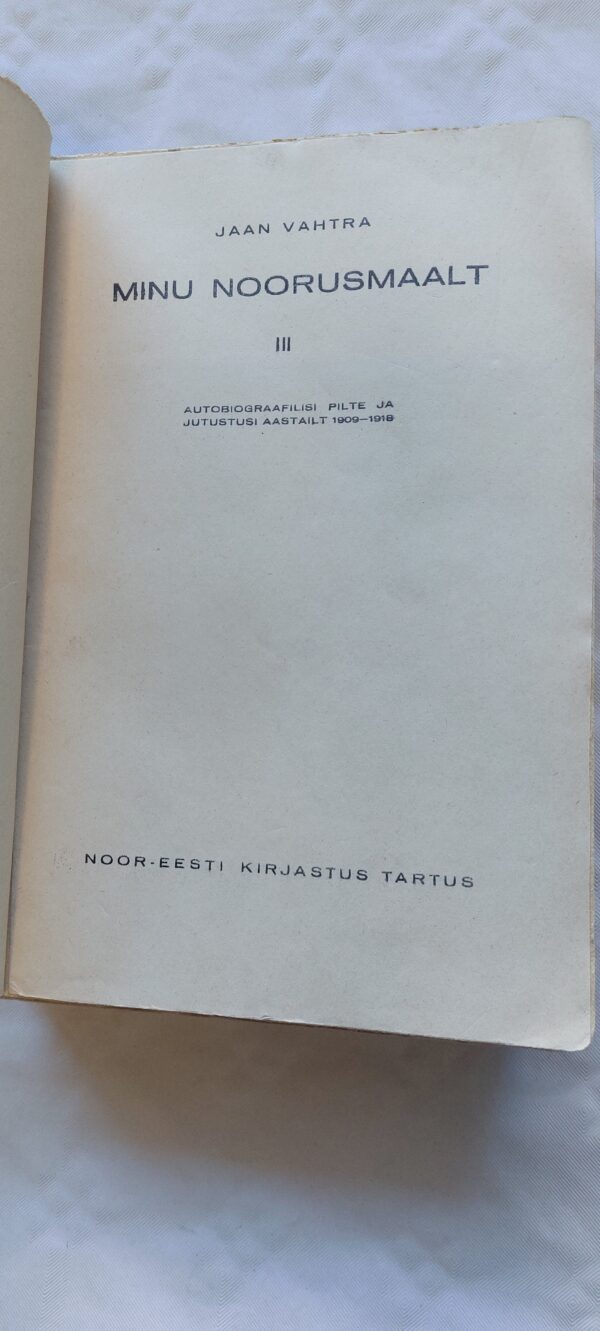 JAAN VAHTRA
MINU NOORUSMAALT
III
AUTOBIOGRAAFILISI PILTE JA
JUTUSTUSI AASTAILT 1909—1918
NOOR-EESTI KIRJASTUS TARTUS